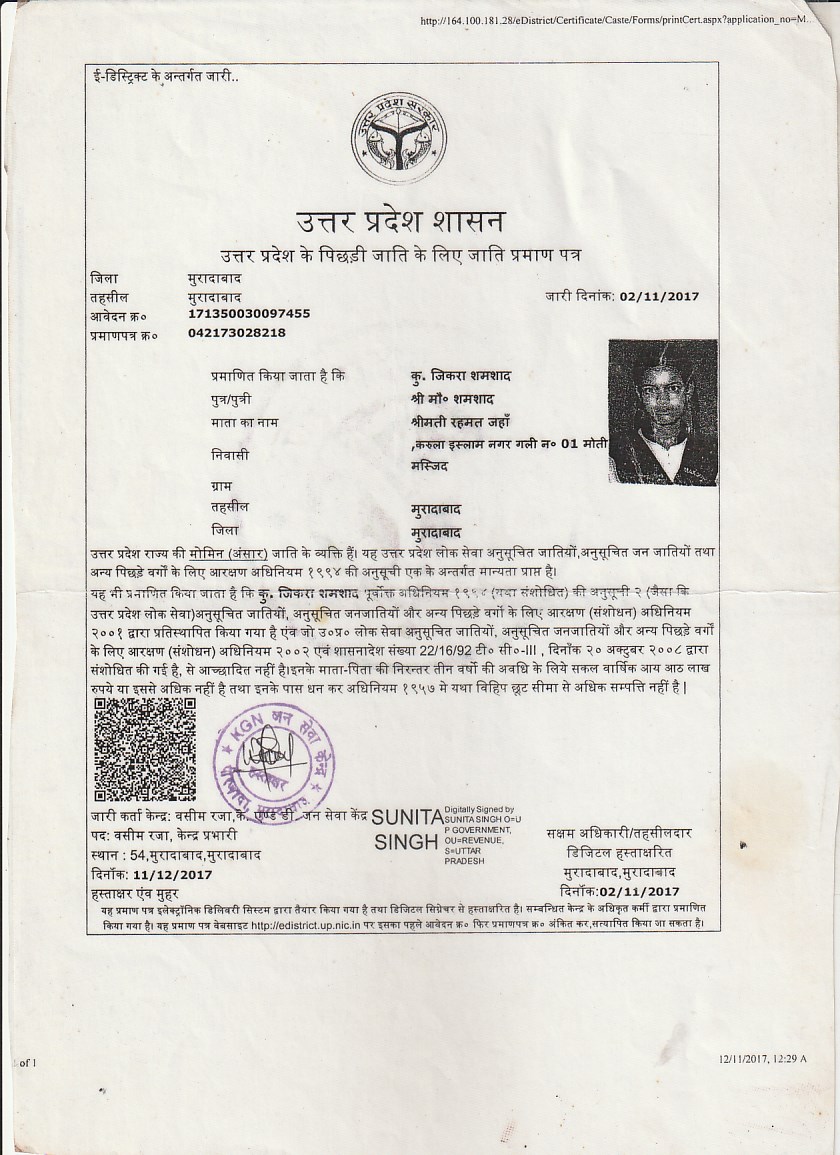 http://164.100.181.28/eDistrict/Certificate/Caste/Forms/printCert.aspx?application_no=M..
ई-डिस्ट्रिक्ट के अन्तर्गत जारी..
उत्तर प्रदेश सरकार
उत्तर प्रदेश शासन
उत्तर प्रदेश के पिछड़ी जाति के लिए जाति प्रमाण पत्र
जिला मुरादाबाद
तहसील मुरादाबाद जारी दिनांक: 02/11/2017
आवेदन क्र० 171350030097455
प्रमाणपत्र क्र० 042173028218
प्रमाणित किया जाता है कि कु. जिकरा शमशाद
पुत्र/पुत्री श्री मौ० शमशाद
माता का नाम श्रीमती रहमत जहाँ
निवासी ,करुला इस्लाम नगर गली न० 01 मोती
मस्जिद
ग्राम
तहसील मुरादाबाद
जिला मुरादाबाद
उत्तर प्रदेश राज्य की मोमिन (अंसार) जाति के व्यक्ति हैं। यह उत्तर प्रदेश लोक सेवा अनुसूचित जातियों,अनुसूचित जन जातियों तथा
अन्य पिछड़े वर्गों के लिए आरक्षण अधिनियम १९९४ की अनुसूची एक के अन्तर्गत मान्यता प्राप्त है।
यह भी प्रमाणित किया जाता है कि कु. जिकरा शमशाद पूर्वोक्त अधिनियम १९९४ (यथा संशोधित) की अनुसूची २ (जैसा कि
उत्तर प्रदेश लोक सेवा)अनुसूचित जातियों, अनुसूचित जनजातियों और अन्य पिछड़े वर्गो के लिए आरक्षण (संशोधन) अधिनियम
२००१ द्वारा प्रतिस्थापित किया गया है एंव जो उ०प्र० लोक सेवा अनुसूचित जातियों, अनुसूचित जनजातियों और अन्य पिछड़े वर्गों
के लिए आरक्षण (संशोधन) अधिनियम २००२ एवं शासनादेश संख्या 22/16/92 टी० सी०-III , दिनाँक २० अक्टुबर २००८ द्वारा
संशोधित की गई है, से आच्छादित नहीं है।इनके माता-पिता की निरन्तर तीन वर्षो की अवधि के लिये सकल वार्षिक आय आठ लाख
रुपये या इससे अधिक नहीं है तथा इनके पास धन कर अधिनियम १९५७ मे यथा विहिप छूट सीमा से अधिक सम्पत्ति नहीं है |
KGN जन सेवा केन्द्र
हस्ताक्षर
जारी कर्ता केन्द्र: वसीम रजा,के. एण्ड डी. जन सेवा केंद्र
पद: वसीम रजा, केन्द्र प्रभारी
स्थान : 54,मुरादाबाद,मुरादाबाद
दिनाँक: 11/12/2017
हस्ताक्षर एंव मुहर
SUNITA
SINGH
Digitally Signed by
SUNITA SINGH O=U
P GOVERNMENT,
OU=REVENUE,
S=UTTAR
PRADESH
सक्षम अधिकारी/तहसीलदार
डिजिटल हस्ताक्षरित
मुरादाबाद,मुरादाबाद
दिनाँक:02/11/2017
यह प्रमाण पत्र इलेक्ट्रॉनिक डिलिवरी सिस्टम द्वारा तैयार किया गया है तथा डिजिटल सिग्नेचर से हस्ताक्षरित है। सम्बन्धित केन्द्र के अधिकृत कर्मी द्वारा प्रमाणित
किया गया है। यह प्रमाण पत्र वेबसाइट http://edistrict.up.nic.in पर इसका पहले आवेदन क्र० फिर प्रमाणपत्र क्र० अंकित कर,सत्यापित किया जा सकता है।
of 1
12/11/2017, 12:29 A